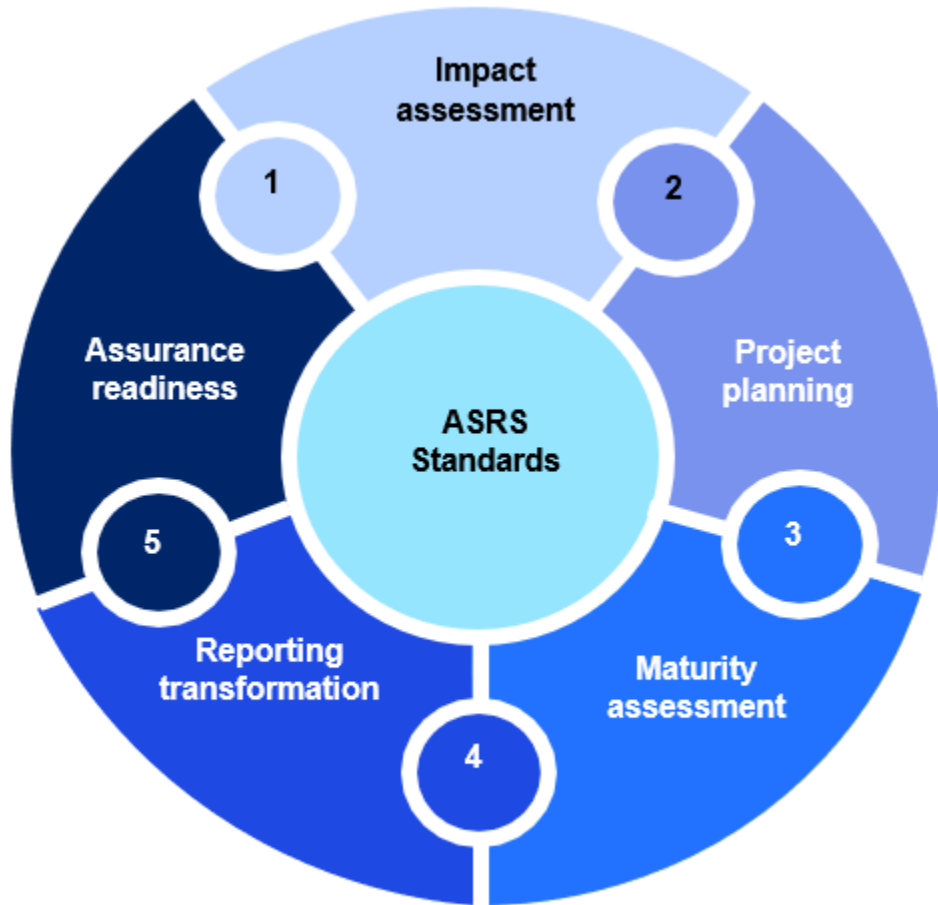 Impact
assessment
1
2
Project
planning
3
Maturity
assessment
4
Reporting
transformation
5
Assurance
readiness
ASRS
Standards